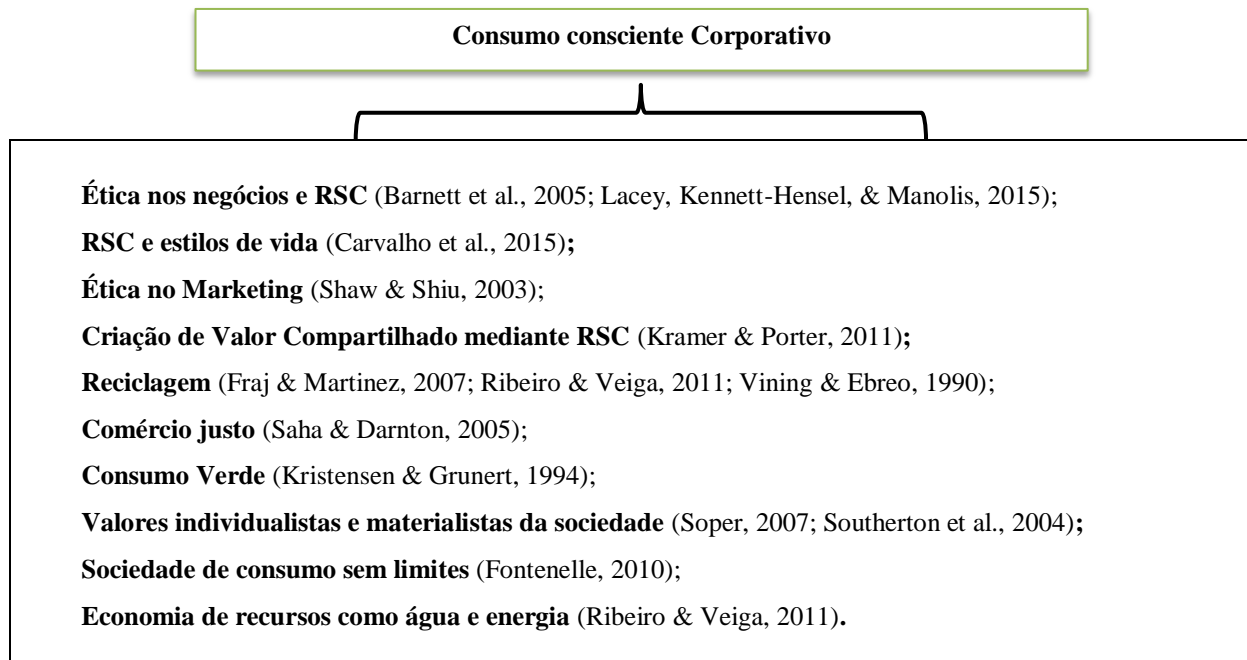 Consumo consciente Corporativo
Ética nos negócios e RSC (Barnett et al., 2005; Lacey, Kennett-Hensel, & Manolis, 2015);
RSC e estilos de vida (Carvalho et al., 2015);
Ética no Marketing (Shaw & Shiu, 2003);
Criação de Valor Compartilhado mediante RSC (Kramer & Porter, 2011);
Reciclagem (Fraj & Martinez, 2007; Ribeiro & Veiga, 2011; Vining & Ebreo, 1990);
Comércio justo (Saha & Darnton, 2005);
Consumo Verde (Kristensen & Grunert, 1994);
Valores individualistas e materialistas da sociedade (Soper, 2007; Southerton et al., 2004);
Sociedade de consumo sem limites (Fontenelle, 2010);
Economia de recursos como água e energia (Ribeiro & Veiga, 2011).